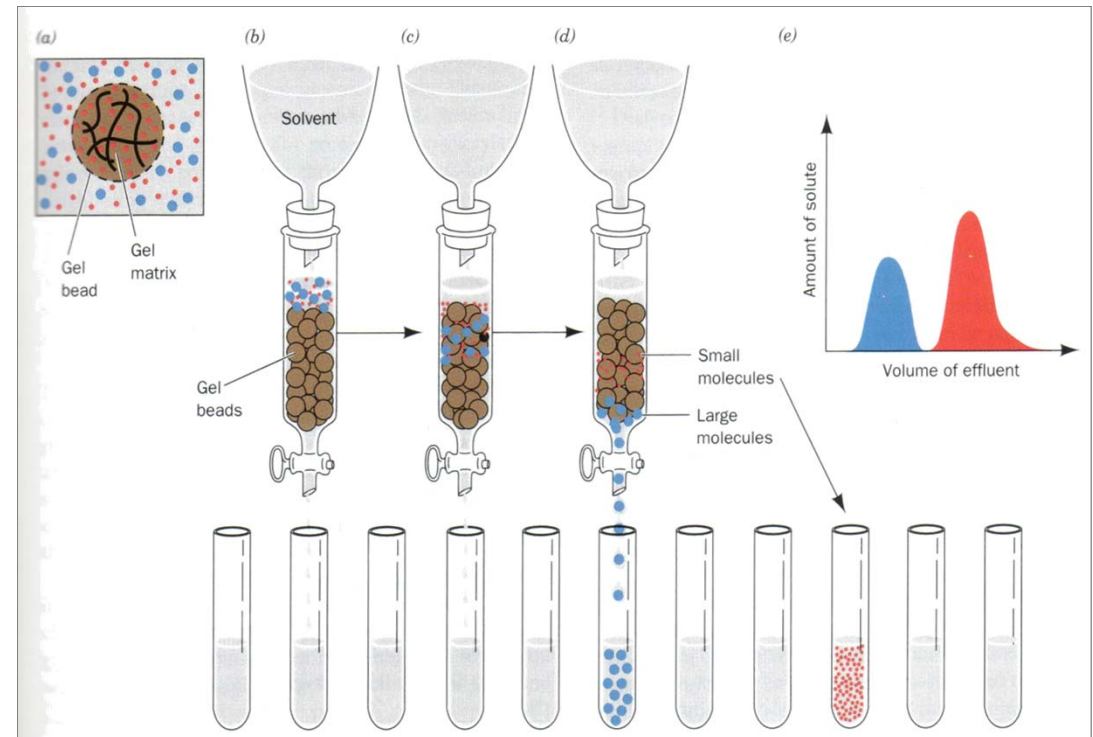 (a)
(b)
(c)
(d)
(e)
Solvent
Gel
bead
Gel
matrix
Gel
beads
Small
molecules
Large
molecules
Amount of solute
Volume of effluent